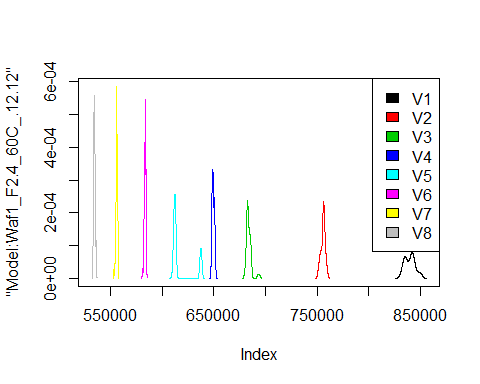 "Model:Waf1_F2.4_60C_.12.12"
6e-04
4e-04
2e-04
0e+00
V1
V2
V3
V4
V5
V6
V7
V8
550000 650000 750000 850000
Index